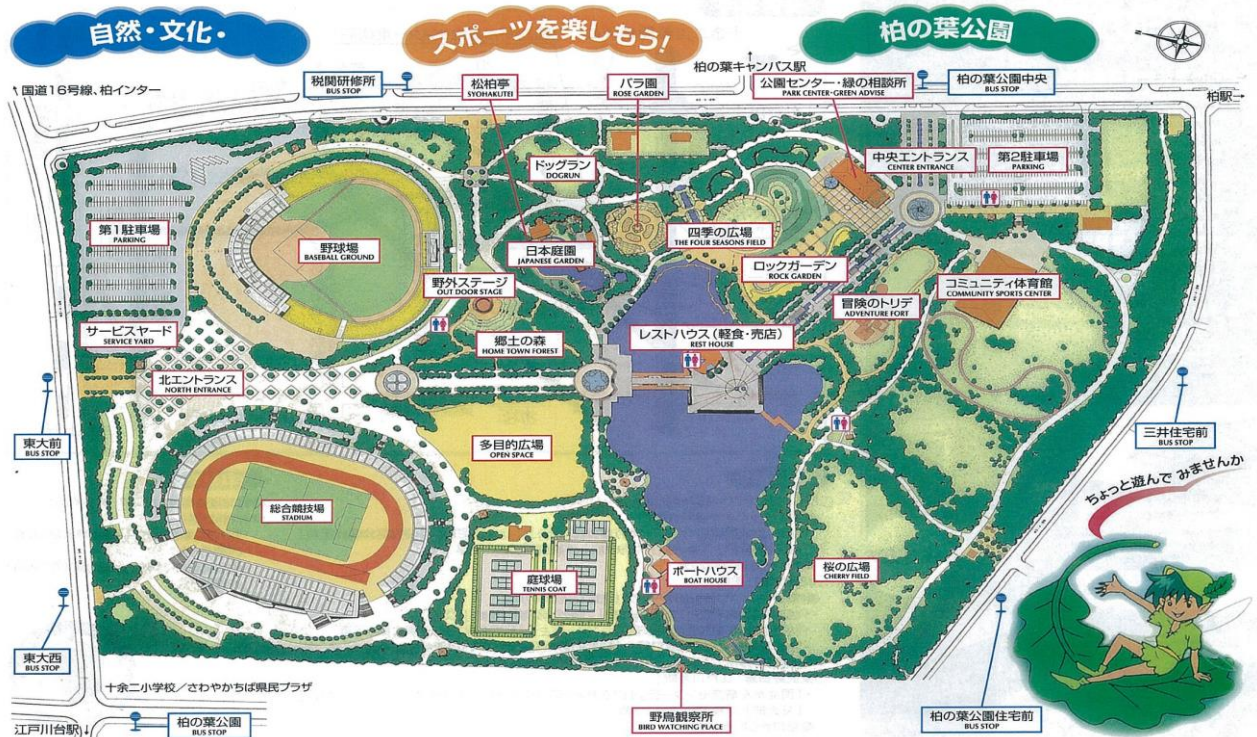 自然・文化・
スポーツを楽しもう!
柏の葉公園
国道16号線、柏インター
税関研修所
BUS STOP
松柏亭
SYOHAKUTEI
バラ園
ROSE GARDEN
柏の葉キャンパス駅
公園センター・緑の相談所
PARK CENTER-GREEN ADVISE
柏の葉公園中央
BUS STOP
柏駅
ドッグラン
DOGRUN
中央エントランス
CENTER ENTRANCE
第2駐車場
PARKING
第1駐車場
PARKING
野球場
BASEBALL GROUND
日本庭園
JAPANESE GARDEN
四季の広場
THE FOUR SEASONS FIELD
ロックガーデン
ROCK GARDEN
コミュニティ体育館
COMMUNITY SPORTS CENTER
野外ステージ
OUT DOOR STAGE
冒険のトリデ
ADVENTURE FORT
サービスヤード
SERVICE YARD
郷土の森
HOME TOWN FOREST
レストハウス(軽食・売店)
REST HOUSE
北エントランス
NORTH ENTRANCE
東大前
BUS STOP
多目的広場
OPEN SPACE
三井住宅前
BUS STOP
ちょっと遊んで みませんか
総合競技場
STADIUM
庭球場
TENNIS COAT
ボートハウス
BOAT HOUSE
桜の広場
CHERRY FIELD
東大西
BUS STOP
十余二小学校/さわやかちば県民プラザ
江戸川台駅
柏の葉公園
BUS STOP
野鳥観察所
BIRD WATCHING PLACE
柏の葉公園住宅前
BUS STOP